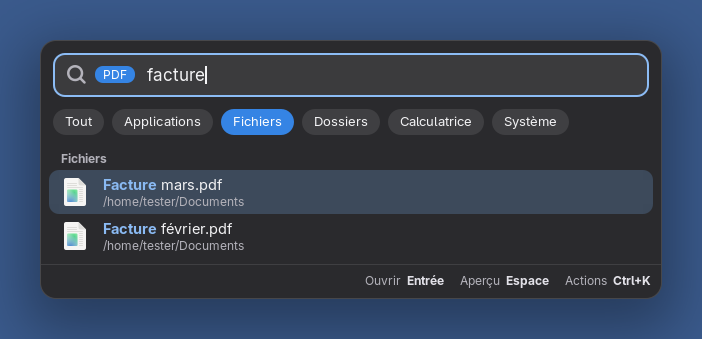 PDF facture
Tout Applications Fichiers Dossiers Calculatrice Système
Fichiers
Facture mars.pdf
/home/tester/Documents
Facture février.pdf
/home/tester/Documents
Ouvrir Entrée Aperçu Espace Actions Ctrl+K